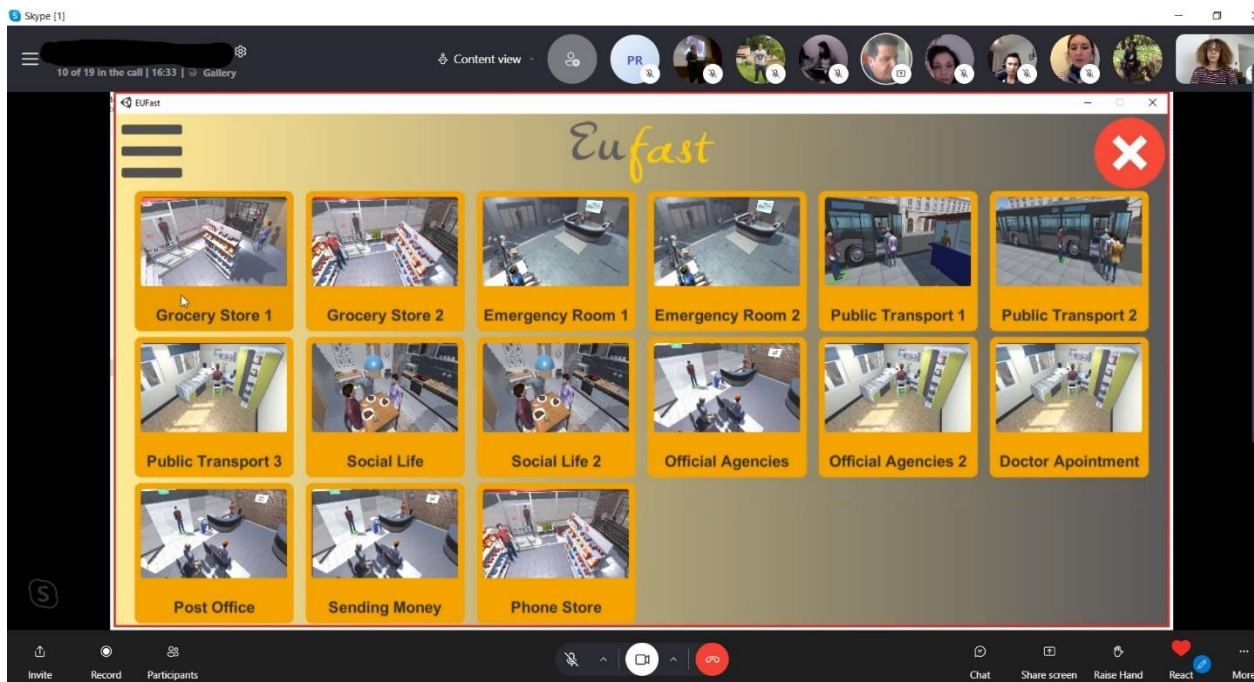 Skype [1]
10 of 19 in the call | 16:33 | Gallery
Content view
PR
EUFast
Eufast
Grocery Store 1
Grocery Store 2
Emergency Room 1
Emergency Room 2
Public Transport 1
Public Transport 2
Public Transport 3
Social Life
Social Life 2
Official Agencies
Official Agencies 2
Doctor Apointment
Post Office
Sending Money
Phone Store
Invite
Record
Participants
Chat
Share screen
Raise Hand
React
More